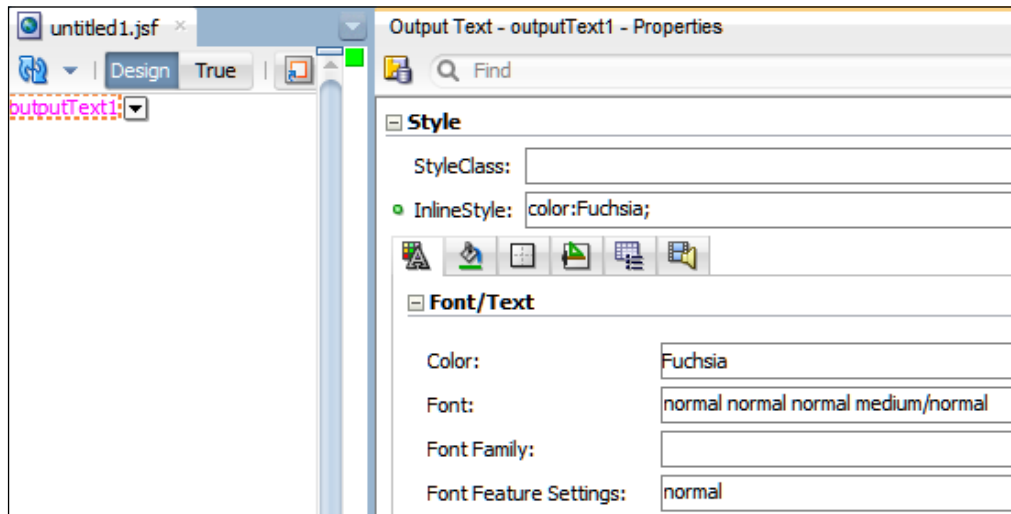 untitled1.jsf
Design True
outputText1
Output Text - outputText1 - Properties
Find
Style
StyleClass:
InlineStyle: color:Fuchsia;
Font/Text
Color: Fuchsia
Font: normal normal normal medium/normal
Font Family:
Font Feature Settings: normal